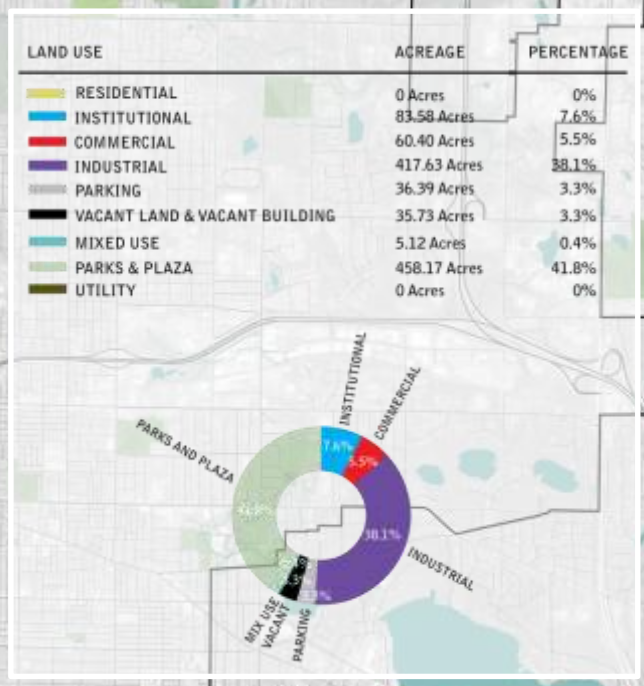 LAND USE ACREAGE PERCENTAGE
RESIDENTIAL 0 Acres 0%
INSTITUTIONAL 83.58 Acres 7.6%
COMMERCIAL 60.40 Acres 5.5%
INDUSTRIAL 417.63 Acres 38.1%
PARKING 36.39 Acres 3.3%
VACANT LAND & VACANT BUILDING 35.73 Acres 3.3%
MIXED USE 5.12 Acres 0.4%
PARKS & PLAZA 458.17 Acres 41.8%
UTILITY 0 Acres 0%
INSTITUTIONAL
COMMERCIAL
PARKS AND PLAZA
7.6%
5.5%
41.8%
38.1%
INDUSTRIAL
MIX USE
VACANT
PARKING